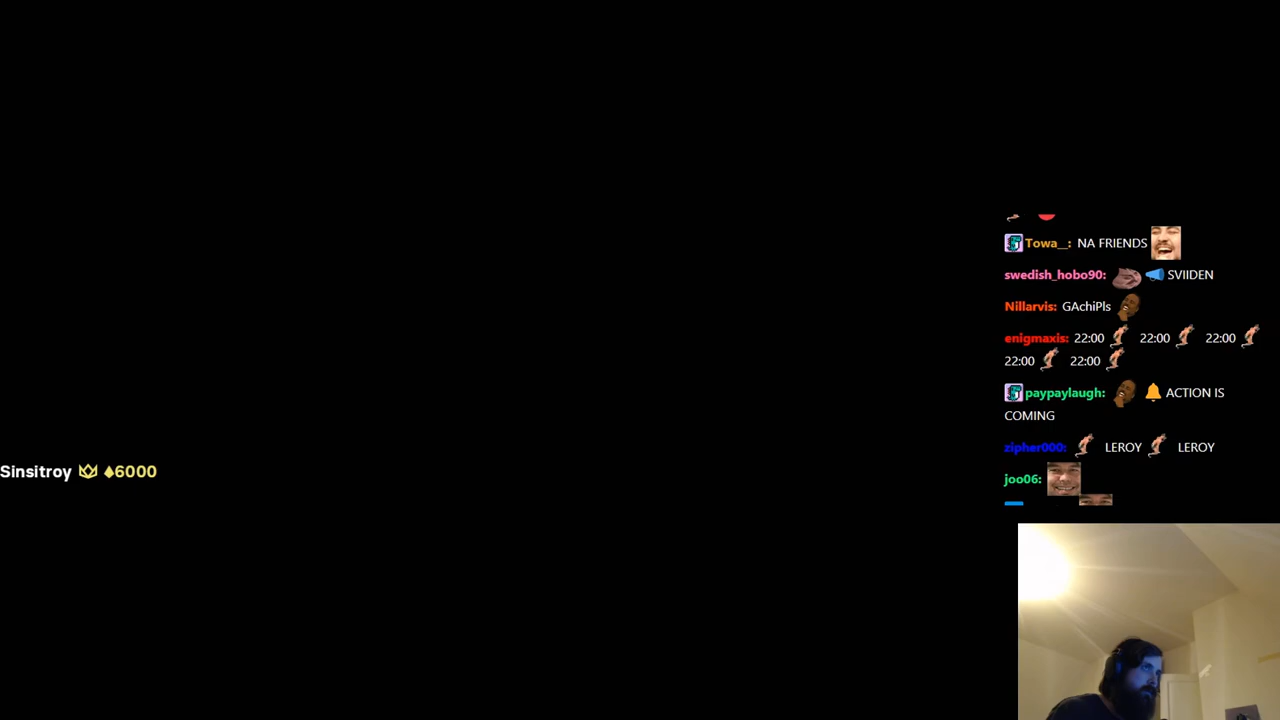 Towa__: NA FRIENDS
swedish_hobo90: SVIIDEN
Nillarvis: GAchiPls
enigmaxis: 22:00 22:00 22:00
22:00 22:00
paypaylaugh: ACTION IS
COMING
zipher000: LEROY LEROY
Sinsitroy 6000
joo06: